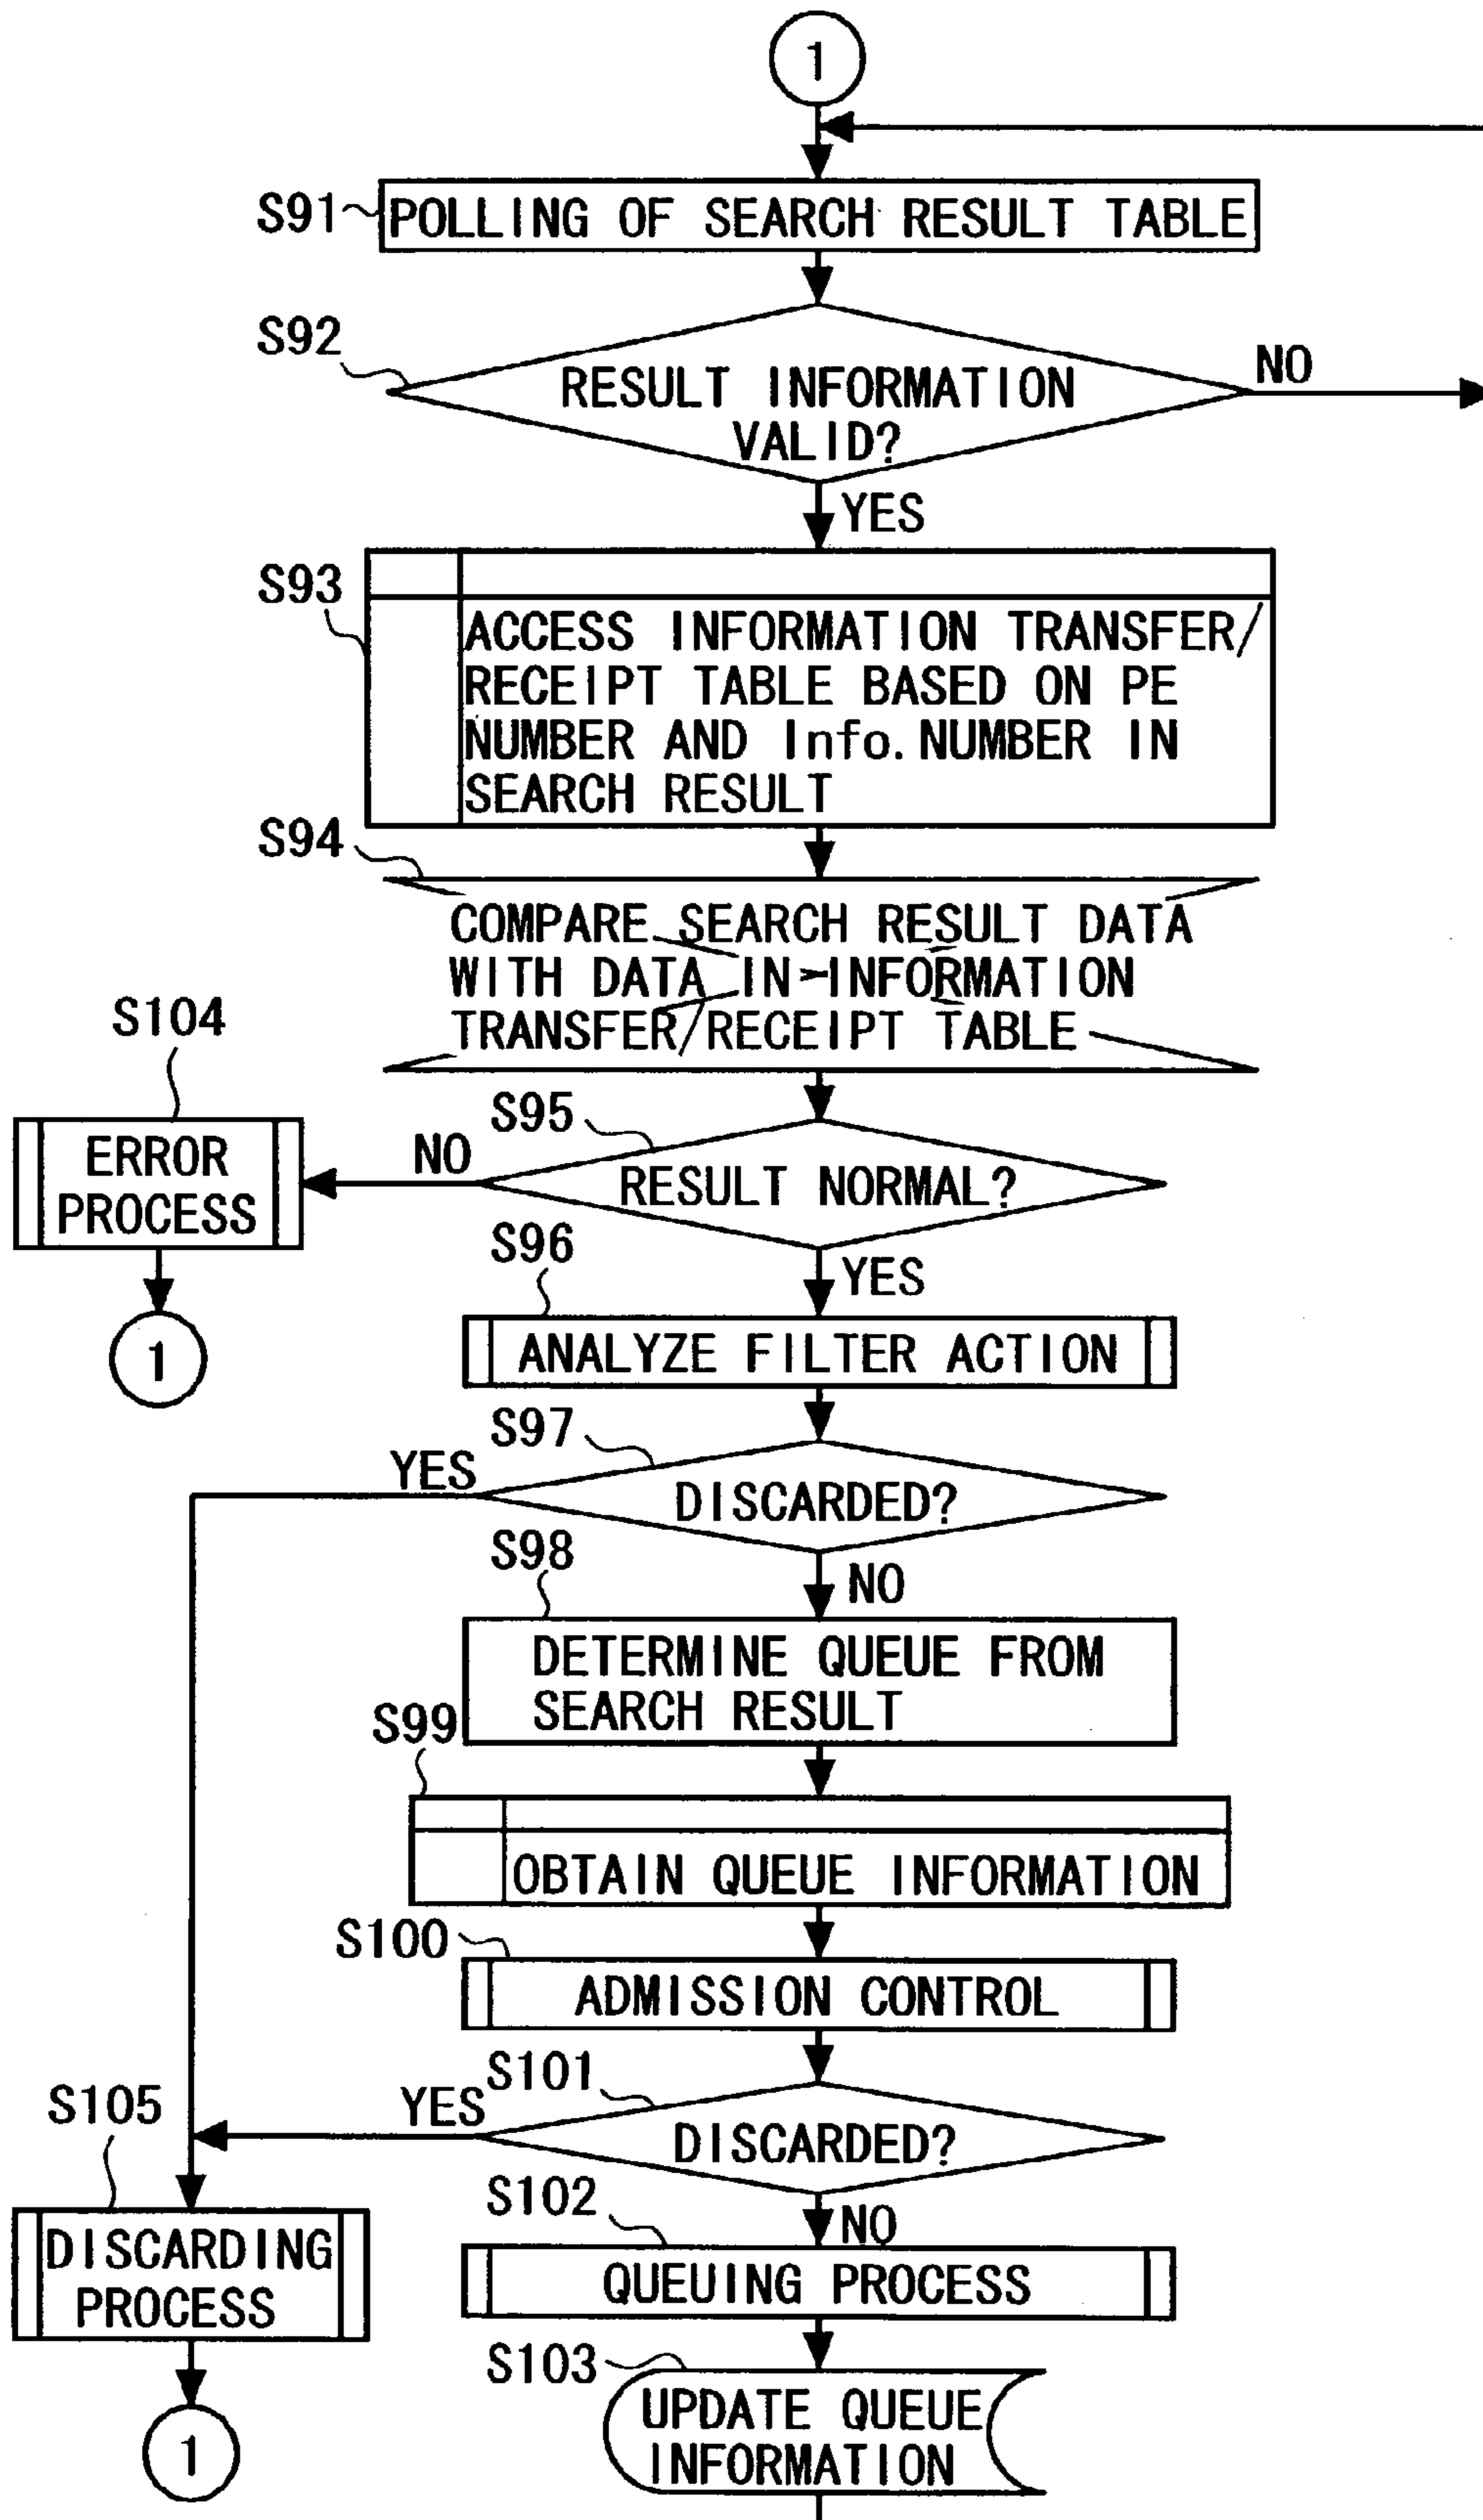 1
S91
POLLING OF SEARCH RESULT TABLE
S92
RESULT INFORMATION
VALID?
NO
YES
S93
ACCESS INFORMATION TRANSFER/
RECEIPT TABLE BASED ON PE
NUMBER AND Info. NUMBER IN
SEARCH RESULT
S94
COMPARE SEARCH RESULT DATA
WITH DATA IN INFORMATION
TRANSFER/RECEIPT TABLE
S95
RESULT NORMAL?
NO
S104
ERROR
PROCESS
1
YES
S96
ANALYZE FILTER ACTION
S97
DISCARDED?
YES
NO
S98
DETERMINE QUEUE FROM
SEARCH RESULT
S99
OBTAIN QUEUE INFORMATION
S100
ADMISSION CONTROL
S101
DISCARDED?
YES
S105
DISCARDING
PROCESS
1
NO
S102
QUEUING PROCESS
S103
UPDATE QUEUE
INFORMATION